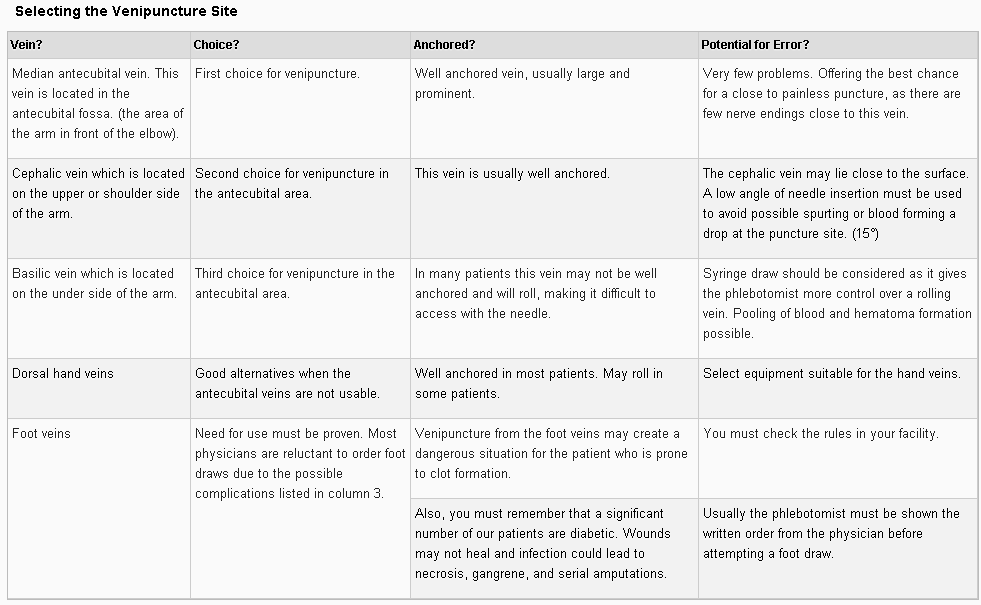 Selecting the Venipuncture Site
Vein?
Choice?
Anchored?
Potential for Error?
Median antecubital vein. This
vein is located in the
antecubital fossa. (the area of
the arm in front of the elbow).
First choice for venipuncture.
Well anchored vein, usually large and
prominent.
Very few problems. Offering the best chance
for a close to painless puncture, as there are
few nerve endings close to this vein.
Cephalic vein which is located
on the upper or shoulder side
of the arm.
Second choice for venipuncture in
the antecubital area.
This vein is usually well anchored.
The cephalic vein may lie close to the surface.
A low angle of needle insertion must be used
to avoid possible spurting or blood forming a
drop at the puncture site. (15°)
Basilic vein which is located
on the under side of the arm.
Third choice for venipuncture in the
antecubital area.
In many patients this vein may not be well
anchored and will roll, making it difficult to
access with the needle.
Syringe draw should be considered as it gives
the phlebotomist more control over a rolling
vein. Pooling of blood and hematoma formation
possible.
Dorsal hand veins
Good alternatives when the
antecubital veins are not usable.
Well anchored in most patients. May roll in
some patients.
Select equipment suitable for the hand veins.
Foot veins
Need for use must be proven. Most
physicians are reluctant to order foot
draws due to the possible
complications listed in column 3.
Venipuncture from the foot veins may create a
dangerous situation for the patient who is prone
to clot formation.
You must check the rules in your facility.
Also, you must remember that a significant
number of our patients are diabetic. Wounds
may not heal and infection could lead to
necrosis, gangrene, and serial amputations.
Usually the phlebotomist must be shown the
written order from the physician before
attempting a foot draw.